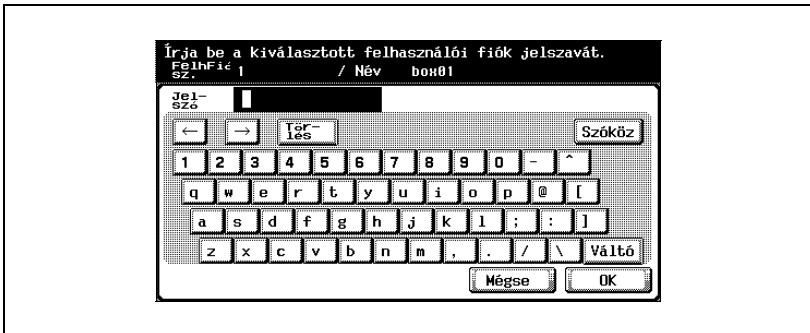 Írja be a kiválasztott felhasználói fiók jelszavát.
FelhFió
sz. 1 / Név box01
Jel-
szó
← → Tör-
lés Szóköz
1 2 3 4 5 6 7 8 9 0 - ^
q w e r t y u i o p @ [
a s d f g h j k l ; : ]
z x c v b n m , . / \ Váltó
Mégse OK